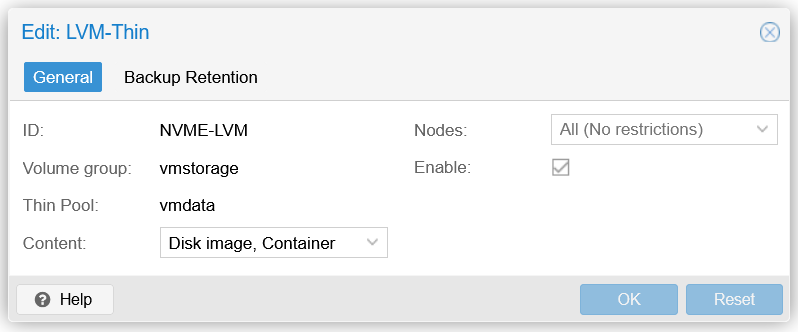 Edit: LVM-Thin
General Backup Retention
ID: NVME-LVM Nodes: All (No restrictions)
Volume group: vmstorage Enable:
Thin Pool: vmdata
Content: Disk image, Container
? Help OK Reset